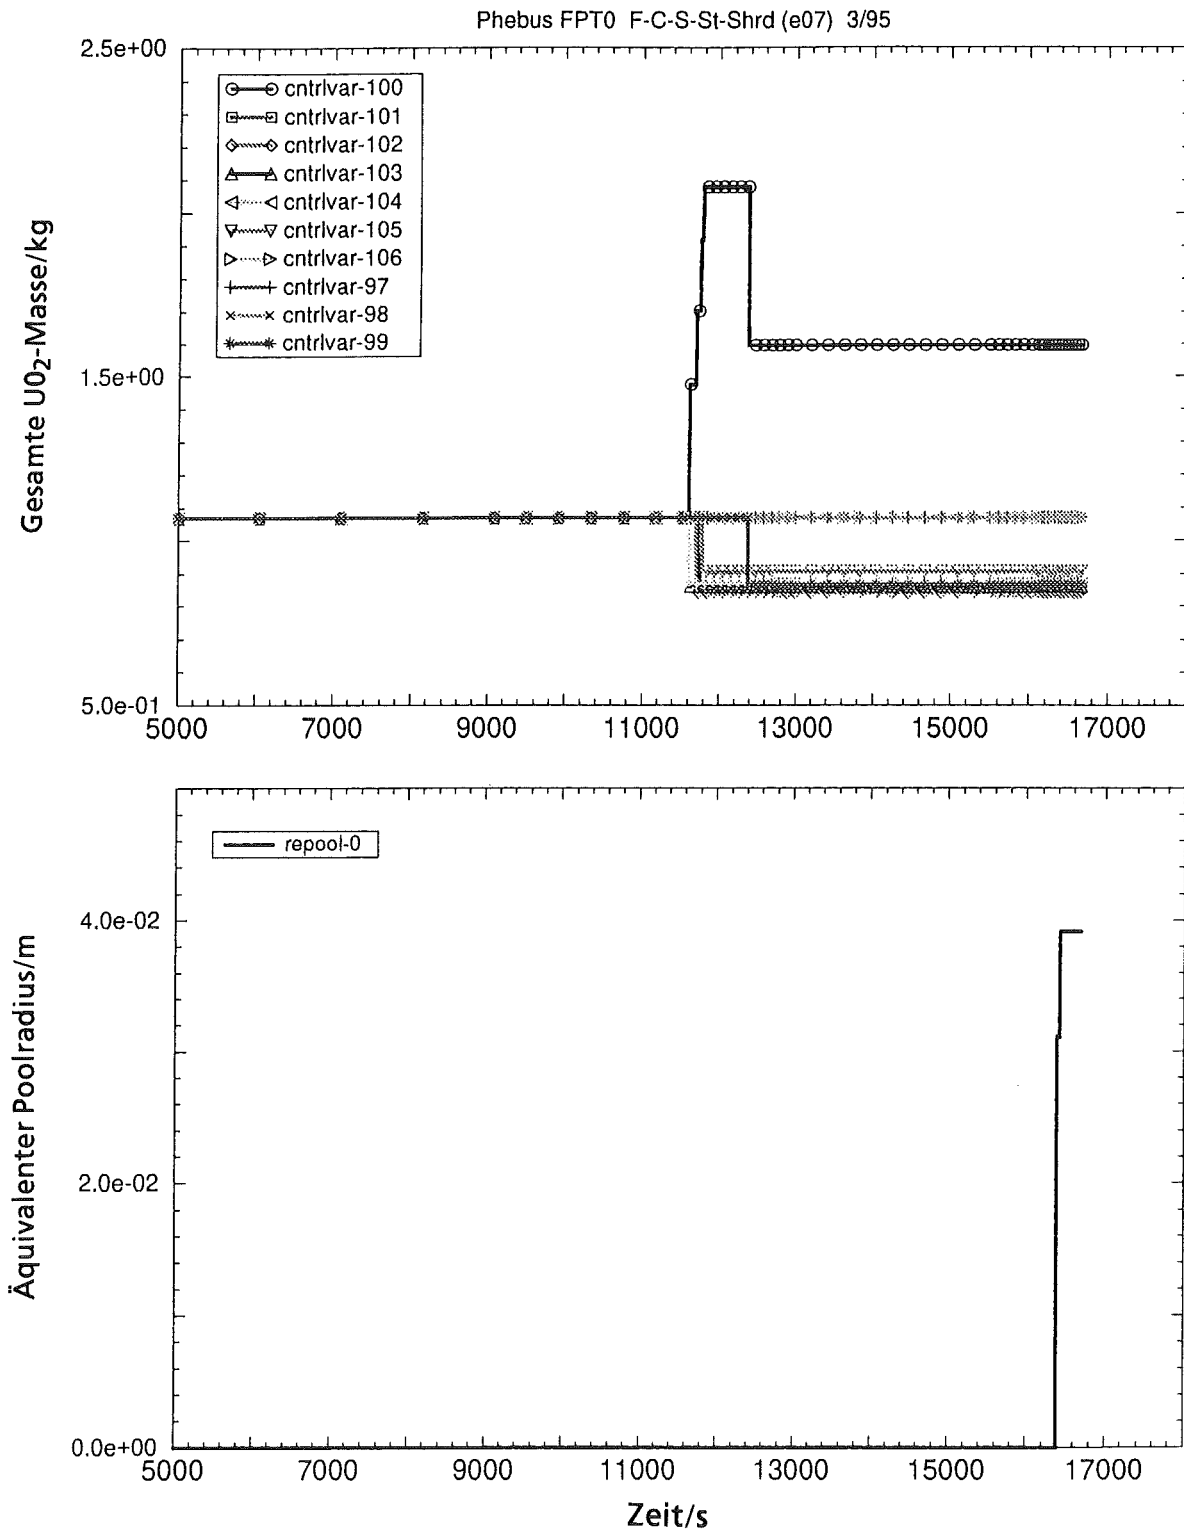 Phebus FPT0 F-C-S-St-Shrd (e07) 3/95
Gesamte U0₂-Masse/kg
2.5e+00
1.5e+00
5.0e-01
cntrlvar-100
cntrlvar-101
cntrlvar-102
cntrlvar-103
cntrlvar-104
cntrlvar-105
cntrlvar-106
cntrlvar-97
cntrlvar-98
cntrlvar-99
5000 7000 9000 11000 13000 15000 17000
Äquivalenter Poolradius/m
4.0e-02
2.0e-02
0.0e+00
repool-0
5000 7000 9000 11000 13000 15000 17000
Zeit/s